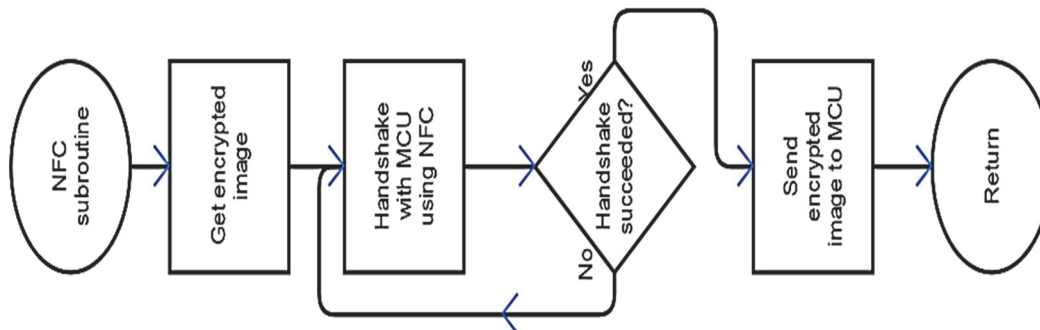 NFC
subroutine
Get encrypted
image
Handshake
with MCU
using NFC
Handshake
succeeded?
Yes
No
Send
encrypted
image to MCU
Return